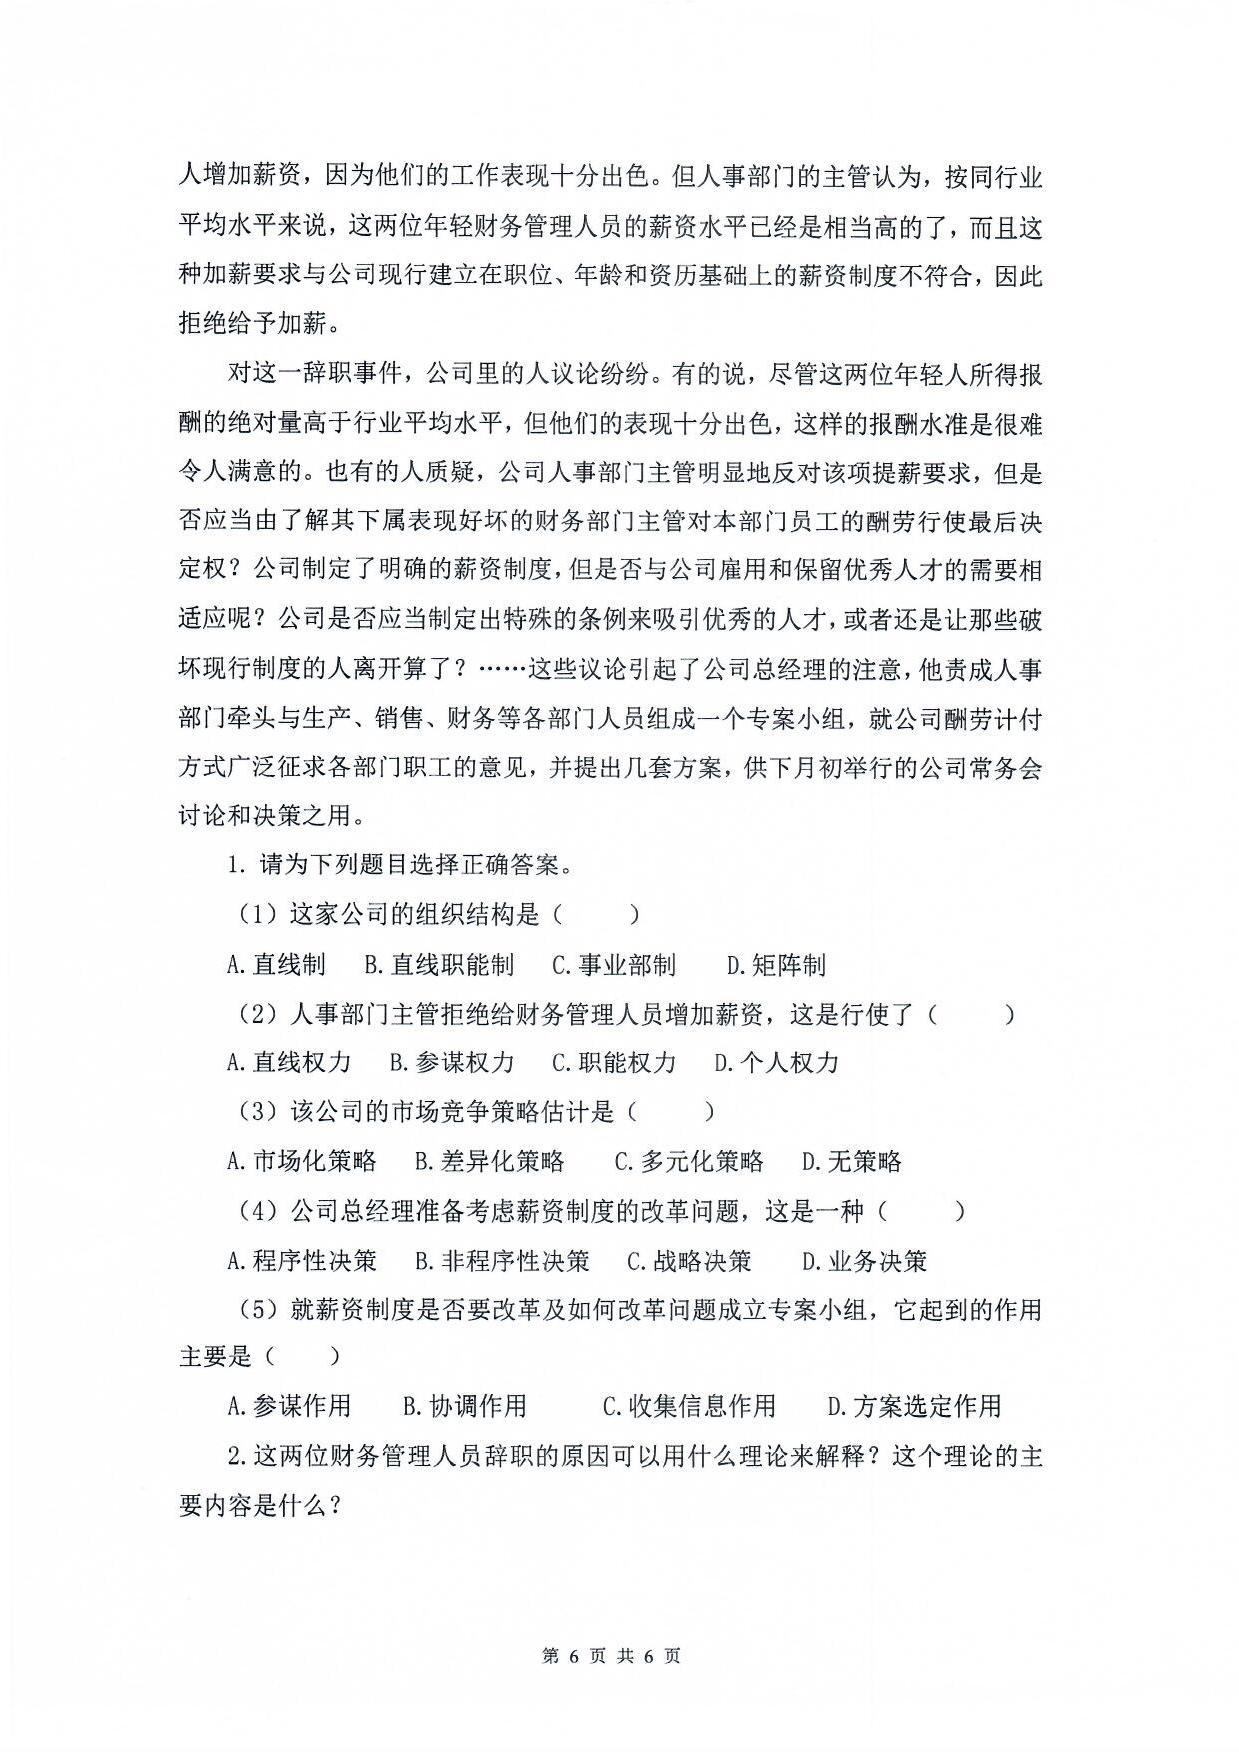 人增加薪资，因为他们的工作表现十分出色。但人事部门的主管认为，按同行业
平均水平来说，这两位年轻财务管理人员的薪资水平已经是相当高的了，而且这
种加薪要求与公司现行建立在职位、年龄和资历基础上的薪资制度不符合，因此
拒绝给予加薪。
对这一辞职事件，公司里的人议论纷纷。有的说，尽管这两位年轻人所得报
酬的绝对量高于行业平均水平，但他们的表现十分出色，这样的报酬水准是很难
令人满意的。也有的人质疑，公司人事部门主管明显地反对该项提薪要求，但是
否应当由了解其下属表现好坏的财务部门主管对本部门员工的酬劳行使最后决
定权？公司制定了明确的薪资制度，但是否与公司雇用和保留优秀人才的需要相
适应呢？公司是否应当制定出特殊的条例来吸引优秀的人才，或者还是让那些破
坏现行制度的人离开算了？……这些议论引起了公司总经理的注意，他责成人事
部门牵头与生产、销售、财务等各部门人员组成一个专案小组，就公司酬劳计付
方式广泛征求各部门职工的意见，并提出几套方案，供下月初举行的公司常务会
讨论和决策之用。
1. 请为下列题目选择正确答案。
（1）这家公司的组织结构是（　　）
A.直线制　B.直线职能制　C.事业部制　D.矩阵制
（2）人事部门主管拒绝给财务管理人员增加薪资，这是行使了（　　）
A.直线权力　B.参谋权力　C.职能权力　D.个人权力
（3）该公司的市场竞争策略估计是（　　）
A.市场化策略　B.差异化策略　C.多元化策略　D.无策略
（4）公司总经理准备考虑薪资制度的改革问题，这是一种（　　）
A.程序性决策　B.非程序性决策　C.战略决策　D.业务决策
（5）就薪资制度是否要改革及如何改革问题成立专案小组，它起到的作用
主要是（　　）
A.参谋作用　B.协调作用　C.收集信息作用　D.方案选定作用
2.这两位财务管理人员辞职的原因可以用什么理论来解释？这个理论的主
要内容是什么？
第 6 页 共 6 页